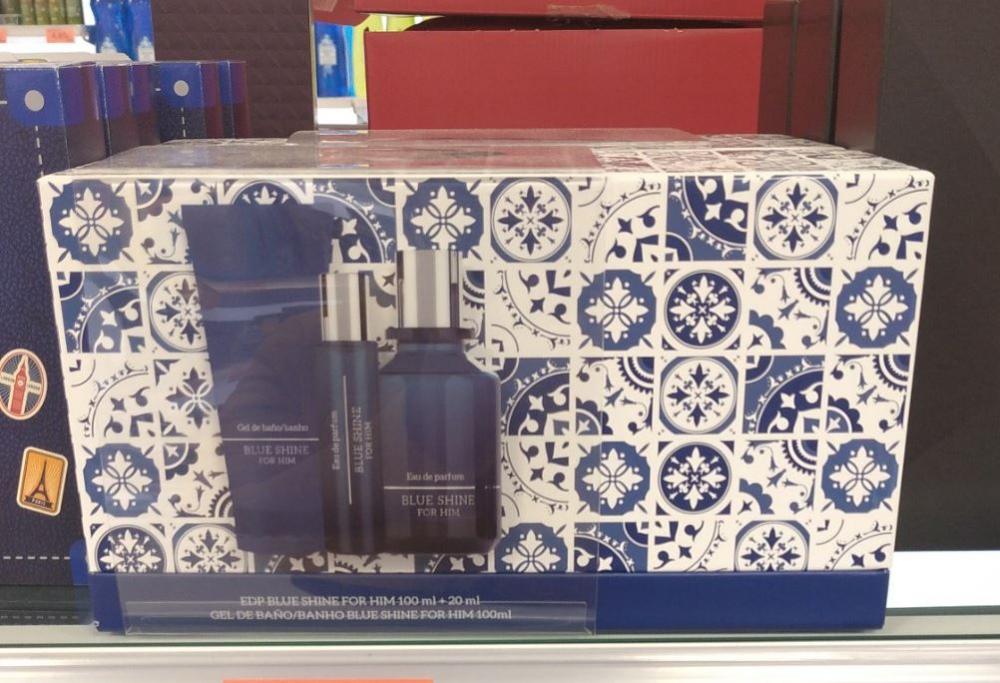 Gel de baño/banho
BLUE SHINE
FOR HIM
Eau de parfum
BLUE SHINE
FOR HIM
Eau de parfum
BLUE SHINE
FOR HIM
EDP BLUE SHINE FOR HIM 100 ml + 20 ml
GEL DE BAÑO/BANHO BLUE SHINE FOR HIM 100ml
PARIS